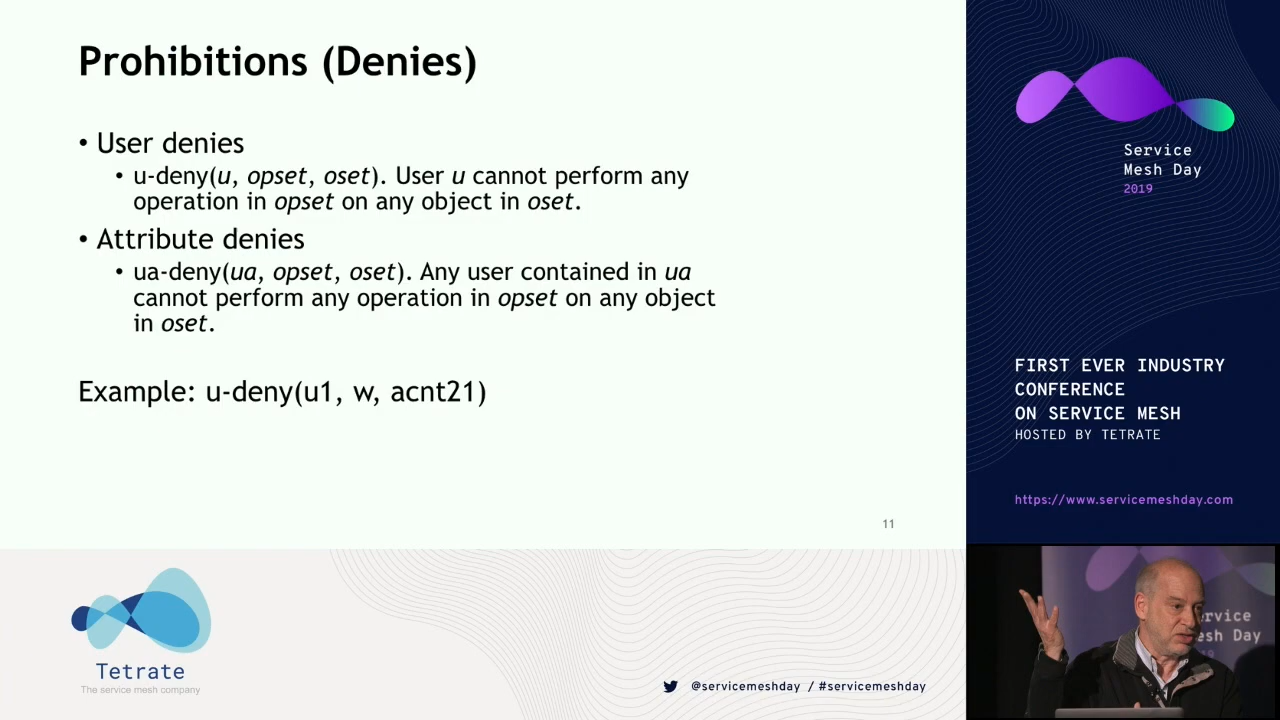 Prohibitions (Denies)
• User denies
• u-deny(u, opset, oset). User u cannot perform any
operation in opset on any object in oset.
• Attribute denies
• ua-deny(ua, opset, oset). Any user contained in ua
cannot perform any operation in opset on any object
in oset.
Example: u-deny(u1, w, acnt21)
11
Service
Mesh Day
2019
FIRST EVER INDUSTRY
CONFERENCE
ON SERVICE MESH
HOSTED BY TETRATE
https://www.servicemeshday.com
Tetrate
The service mesh company
@servicemeshday / #servicemeshday
ervice
esh Day